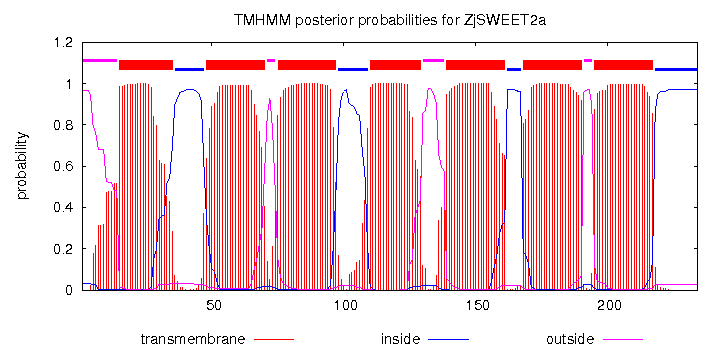 TMHMM posterior probabilities for ZjSWEET2a
1.2
1
0.8
0.6
0.4
0.2
0
probability
50 100 150 200
transmembrane inside outside